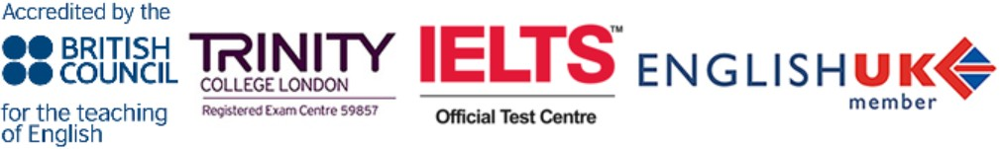 Accredited by the
BRITISH
COUNCIL
for the teaching
of English
TRINITY
COLLEGE LONDON
Registered Exam Centre 59857
IELTS™
Official Test Centre
ENGLISHUK
member